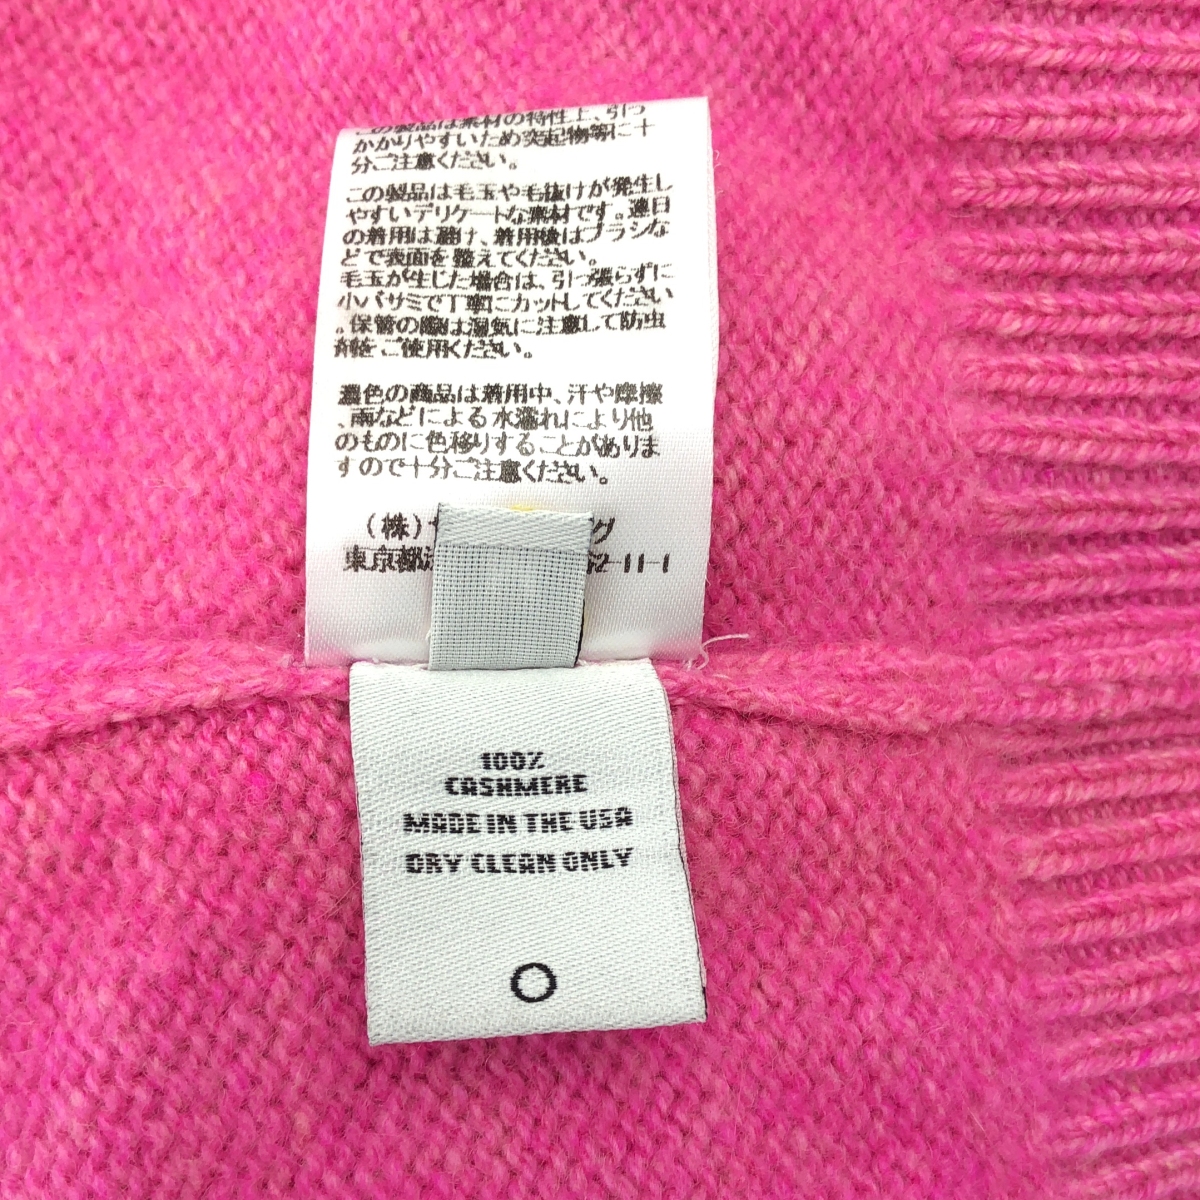 この製品は素材の特性上、引っ
かかりやすいため突起物等に十
分ご注意ください。
この製品は毛玉や毛抜けが発生し
やすいデリケートな素材です。連日
の着用は避け、着用後はブラシな
どで表面を整えてください。
毛玉が生じた場合は、引っ張らずに
小バサミで丁寧にカットしてください
。保管の際は湿気に注意して防虫
剤をご使用ください。
濃色の商品は着用中、汗や摩擦
、雨などによる水濡れにより他
のものに色移りすることがありま
すので十分ご注意ください。
（株）
東京都 2-11-1
100%
CASHMERE
MADE IN THE USA
DRY CLEAN ONLY